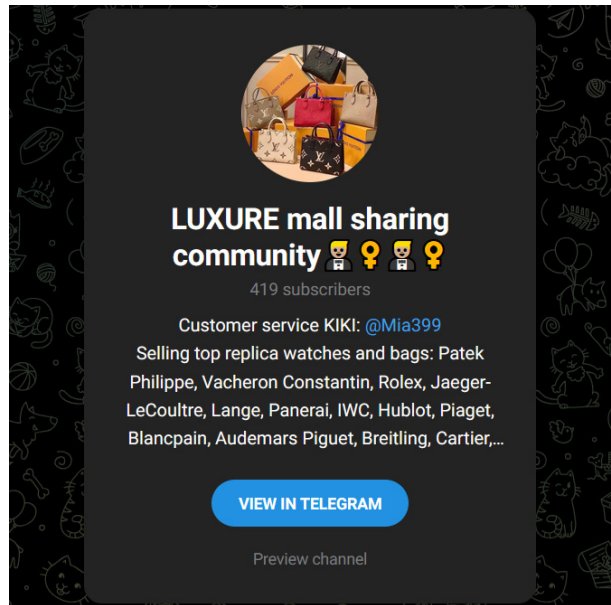 LUXURE mall sharing
community
419 subscribers
Customer service KIKI: @Mia399
Selling top replica watches and bags: Patek
Philippe, Vacheron Constantin, Rolex, Jaeger-
LeCoultre, Lange, Panerai, IWC, Hublot, Piaget,
Blancpain, Audemars Piguet, Breitling, Cartier,...
VIEW IN TELEGRAM
Preview channel